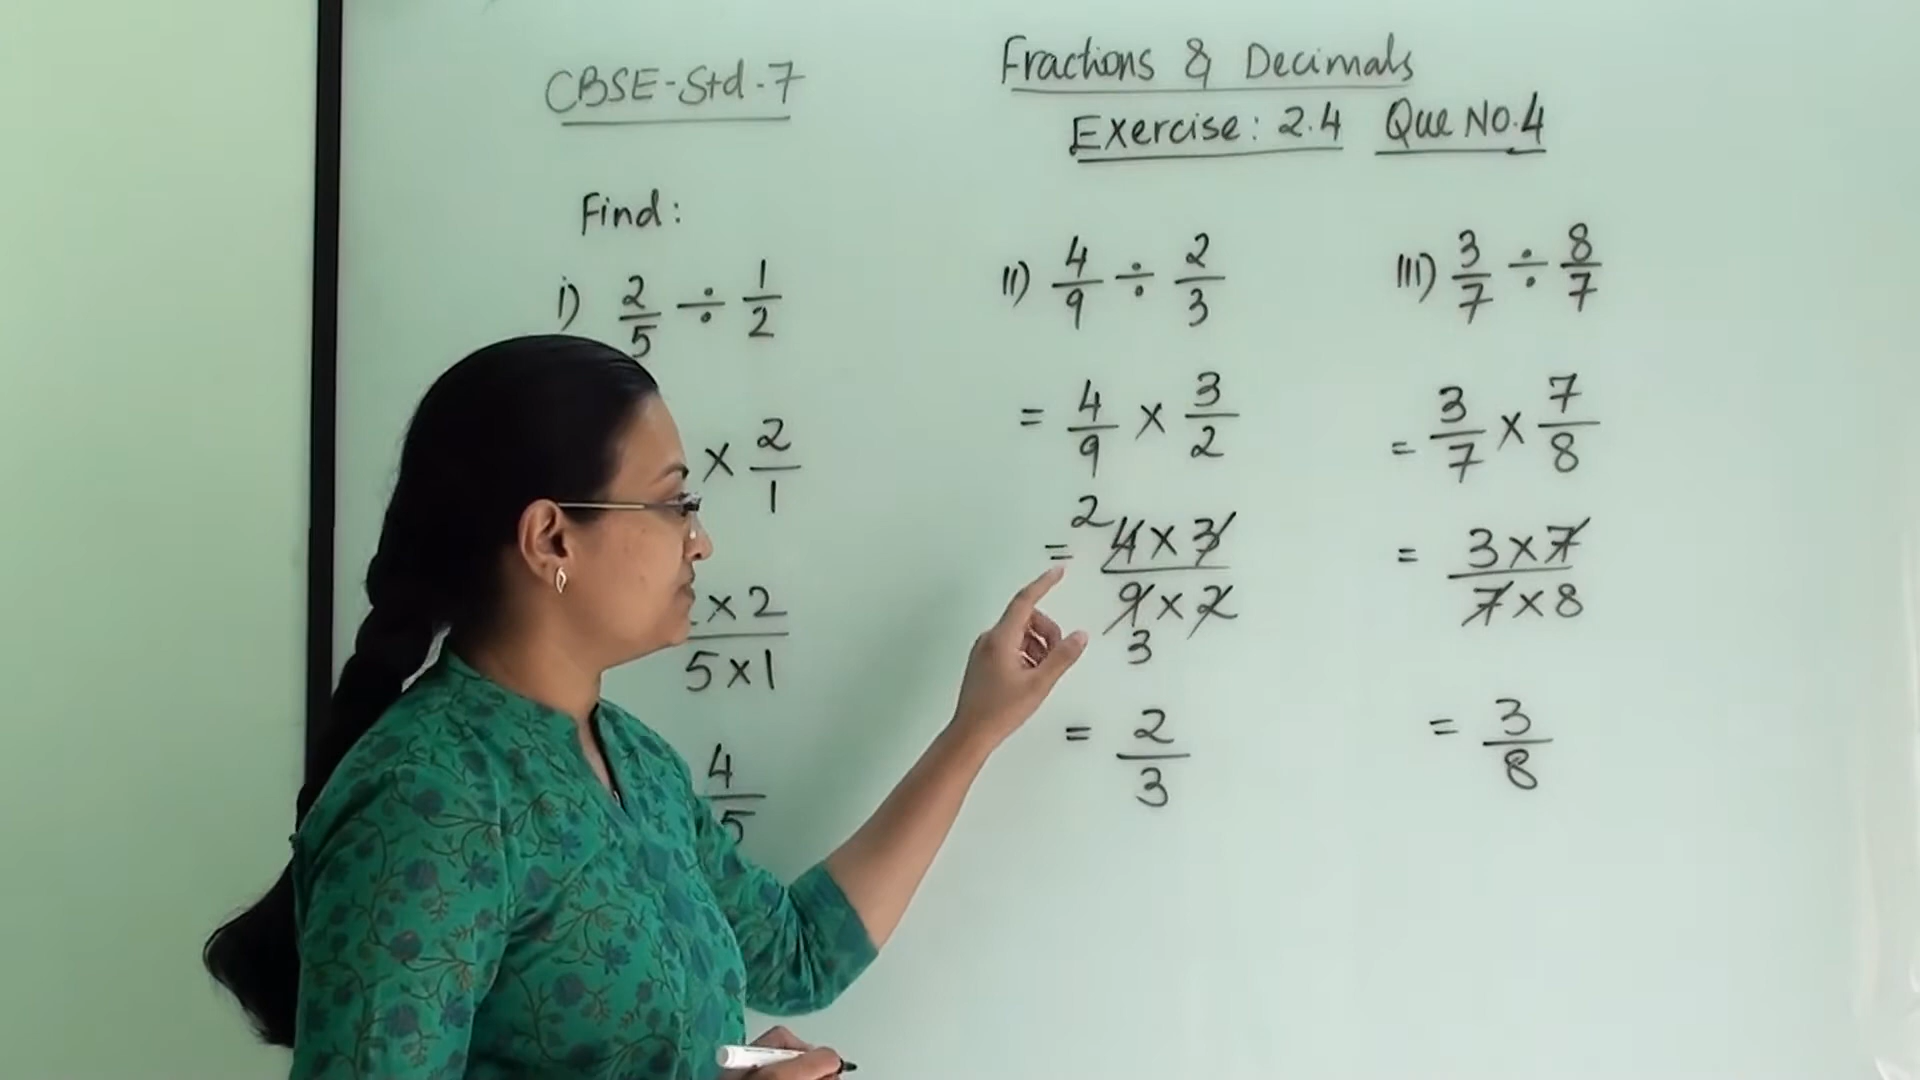 CBSE-Std.7
Fractions & Decimals
Exercise: 2.4 Que No.4
Find:
i) 2/5 ÷ 1/2
× 2/1
× 2 / 5 × 1
4/5
ii) 4/9 ÷ 2/3
= 4/9 × 3/2
= 2 4 × 3 / 9 × 2 3
= 2/3
iii) 3/7 ÷ 8/7
= 3/7 × 7/8
= 3 × 7 / 7 × 8
= 3/8